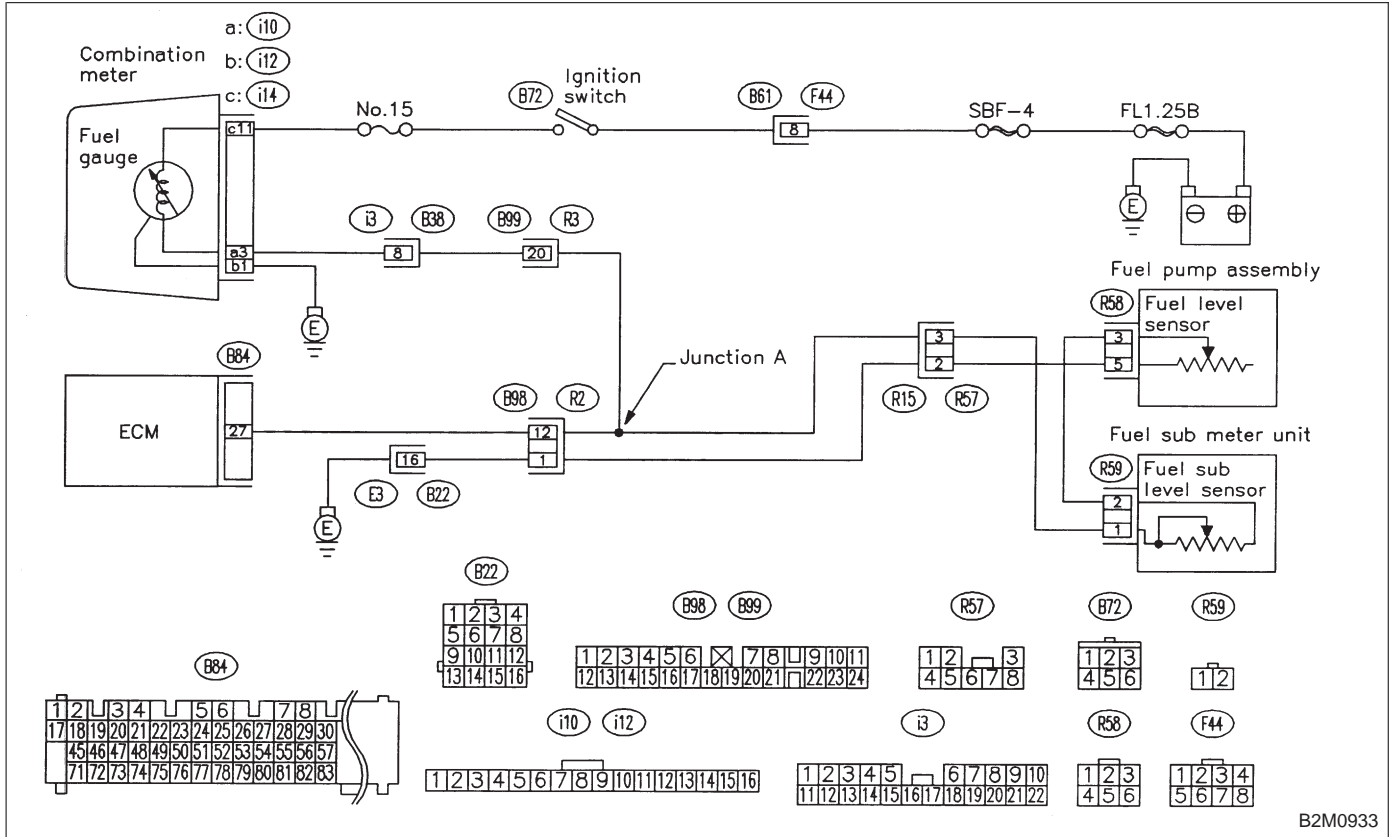 a: i10
Combination meter
b: i12
c: i14
Fuel gauge
c11
No.15
B72
Ignition switch
B61 F44
8
SBF-4
FL1.25B
E
⊖ ⊕
i3 B38
B99 R3
a3
8
20
b1
E
Fuel pump assembly
R58
Fuel level sensor
3
5
B84
Junction A
3
2
R15 R57
ECM
27
B98 R2
12
1
16
E3 B22
E
Fuel sub meter unit
R59
Fuel sub level sensor
2
1
B22
1 2 3 4
5 6 7 8
9 10 11 12
13 14 15 16
B98 B99
1 2 3 4 5 6 7 8 9 10 11
12 13 14 15 16 17 18 19 20 21 22 23 24
R57
1 2 3
4 5 6 7 8
B72
1 2 3
4 5 6
R59
1 2
B84
1 2 3 4 5 6 7 8
17 18 19 20 21 22 23 24 25 26 27 28 29 30
45 46 47 48 49 50 51 52 53 54 55 56 57
71 72 73 74 75 76 77 78 79 80 81 82 83
i10 i12
1 2 3 4 5 6 7 8 9 10 11 12 13 14 15 16
i3
1 2 3 4 5 6 7 8 9 10
11 12 13 14 15 16 17 18 19 20 21 22
R58
1 2 3
4 5 6
F44
1 2 3 4
5 6 7 8
B2M0933